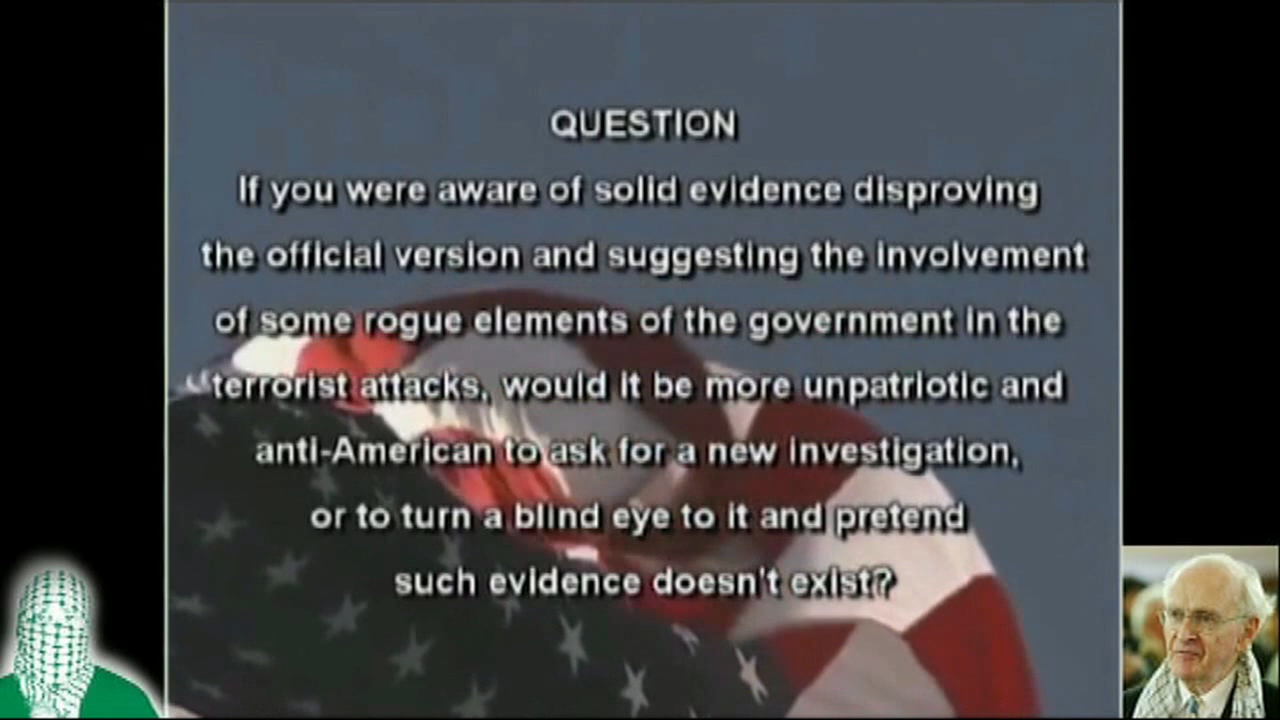 QUESTION
If you were aware of solid evidence disproving
the official version and suggesting the involvement
of some rogue elements of the government in the
terrorist attacks, would it be more unpatriotic and
anti-American to ask for a new investigation,
or to turn a blind eye to it and pretend
such evidence doesn't exist?